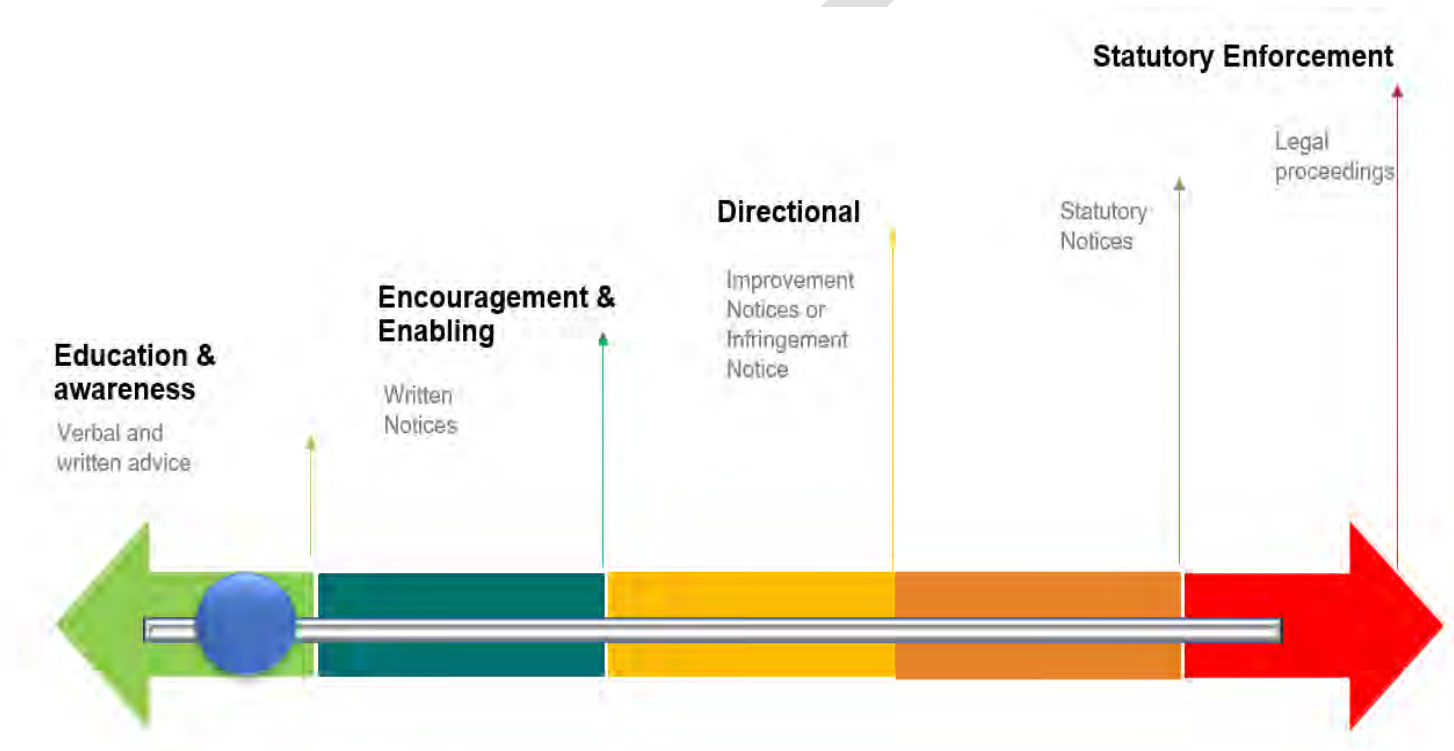 Education &
awareness
Verbal and
written advice
Encouragement &
Enabling
Written
Notices
Directional
Improvement
Notices or
Infringement
Notice
Statutory
Notices
Statutory Enforcement
Legal
proceedings